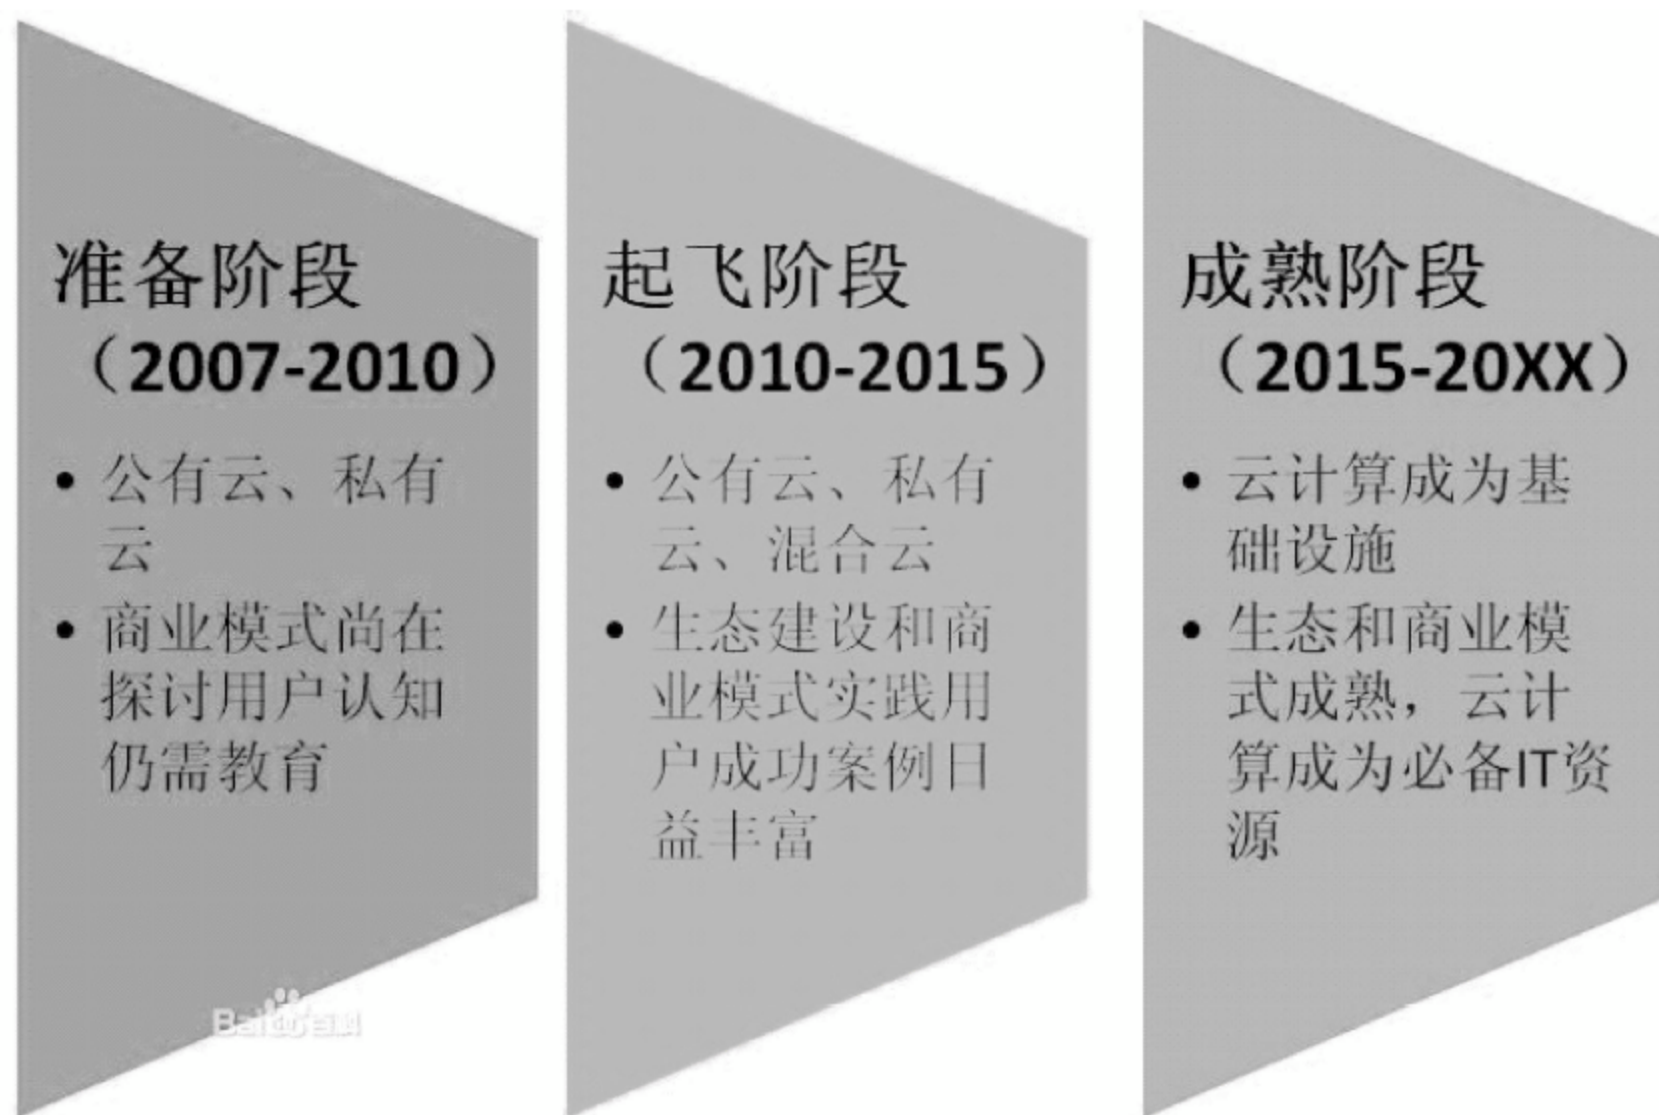 准备阶段
（2007-2010）
• 公有云、私有
云
• 商业模式尚在
探讨用户认知
仍需教育
起飞阶段
（2010-2015）
• 公有云、私有
云、混合云
• 生态建设和商
业模式实践用
户成功案例日
益丰富
成熟阶段
（2015-20XX）
• 云计算成为基
础设施
• 生态和商业模
式成熟，云计
算成为必备IT资
源
Bai百科